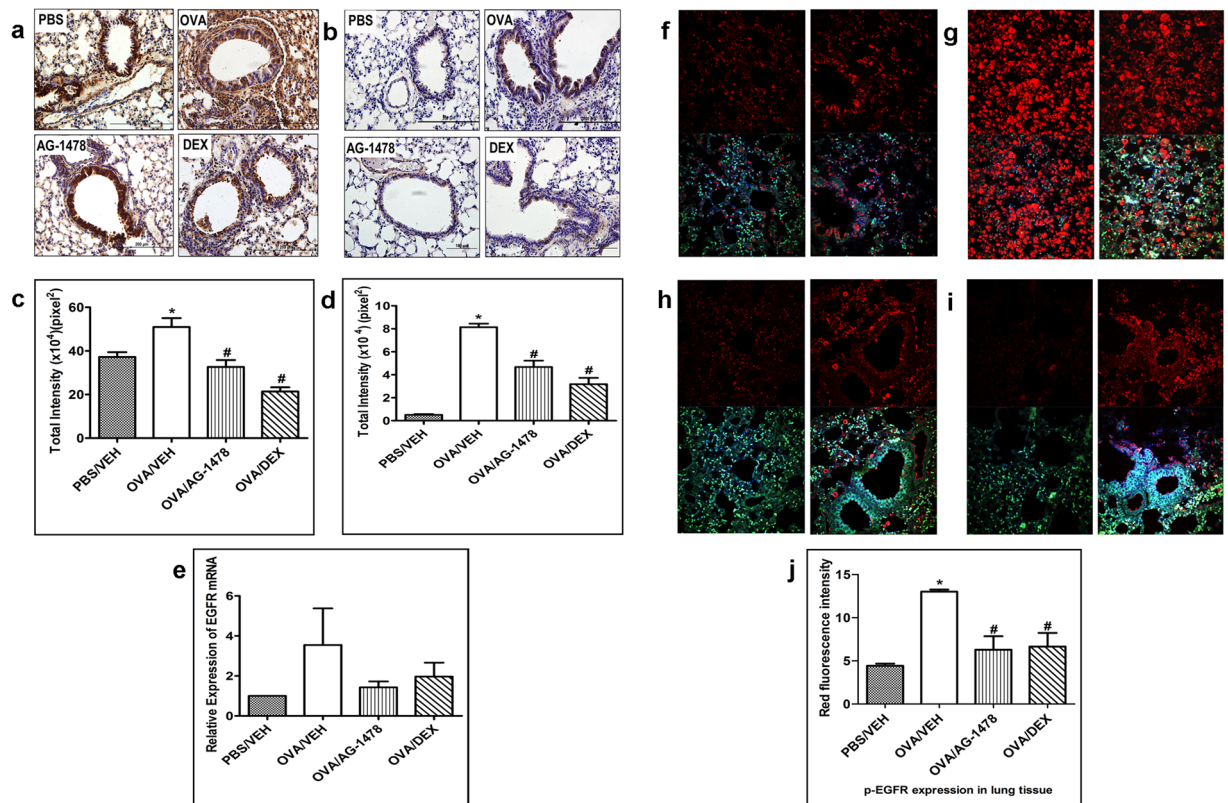 a
PBS
OVA
AG-1478
DEX
200 µm
b
PBS
OVA
AG-1478
DEX
c
Total Intensity (x10⁴)(pixel²)
60
40
20
0
*
#
#
PBS/VEH
OVA/VEH
OVA/AG-1478
OVA/DEX
d
Total Intensity (x10⁴) (pixel²)
8
6
4
2
0
*
#
#
PBS/VEH
OVA/VEH
OVA/AG-1478
OVA/DEX
e
Relative Expression of EGFR mRNA
6
4
2
0
PBS/VEH
OVA/VEH
OVA/AG-1478
OVA/DEX
f
g
h
i
j
Red fluorescence intensity
15
10
5
0
*
#
#
PBS/VEH
OVA/VEH
OVA/AG-1478
OVA/DEX
p-EGFR expression in lung tissue